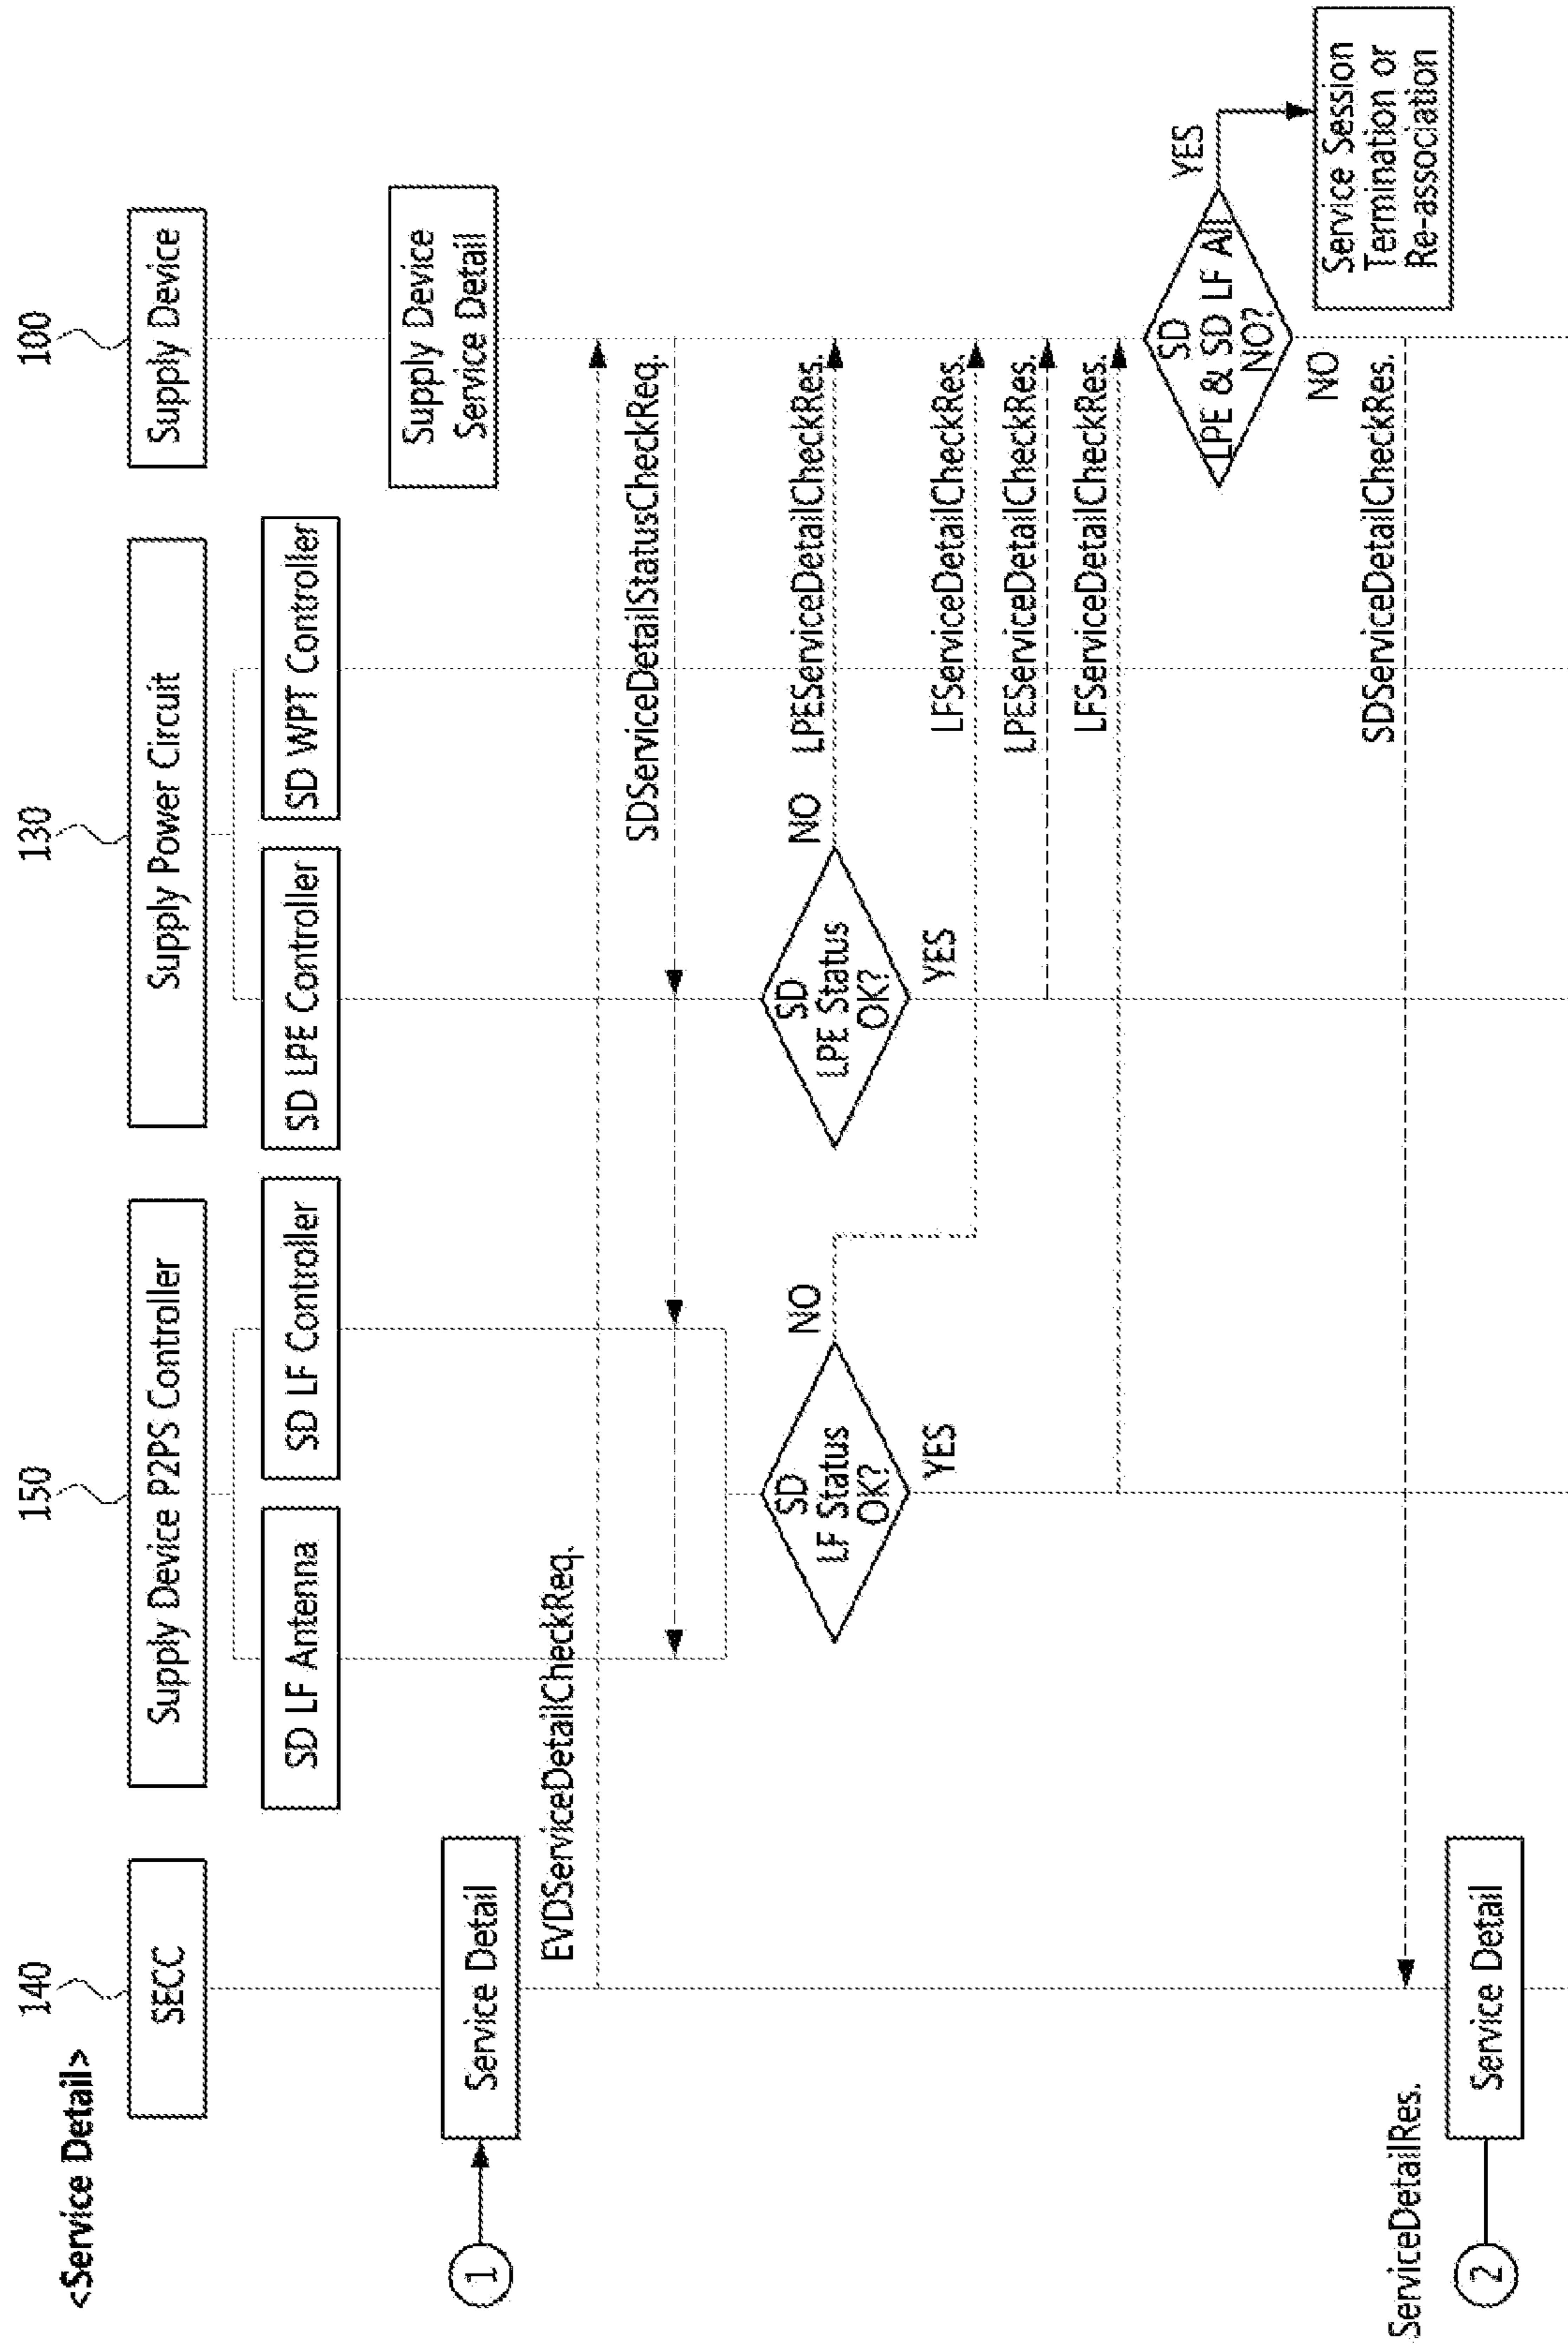 <Service Detail>
140
150
130
100
SECC
Supply Device P2PS Controller
Supply Power Circuit
Supply Device
SD LF Antenna
SD LF Controller
SD LPE Controller
SD WPT Controller
Supply Device
Service Detail
1
Service Detail
EVDServiceDetailCheckReq.
SDServiceDetailStatusCheckReq.
SD
LF Status
OK?
NO
YES
SD
LPE Status
OK?
NO
YES
LPEServiceDetailCheckRes.
LFServiceDetailCheckRes.
LPEServiceDetailCheckRes.
LFServiceDetailCheckRes.
SD
LPE & SD LF All
NO?
YES
NO
Service Session
Termination or
Re-association
SDServiceDetailCheckRes.
ServiceDetailRes.
2
Service Detail